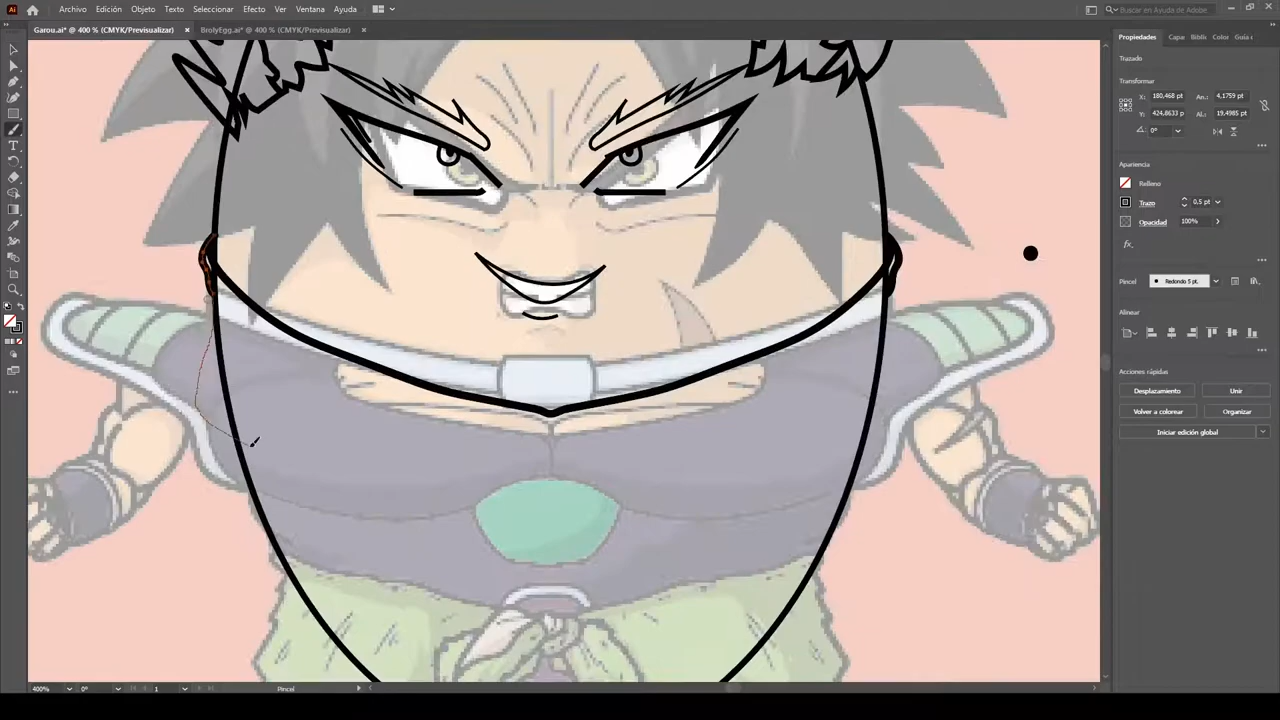 Ai Archivo Edición Objeto Texto Seleccionar Efecto Ver Ventana Ayuda Buscar en Ayuda de Adobe
Garou.ai* @ 400 % (CMYK/Previsualizar) × BrolyEgg.ai* @ 400 % (CMYK/Previsualizar) ×
Propiedades Capas Biblic Color Guía c
Trazado
Transformar
X: 180,468 pt An.: 4,1759 pt
Y: 424,8633 p Al.: 19,4985 pt
0°
Apariencia
Relleno
Trazo 0,5 pt
Opacidad 100%
fx.
Pincel Redondo 5 pt.
Alinear
Acciones rápidas
Desplazamiento Unir
Volver a colorear Organizar
Iniciar edición global
400% 0° 1 Pincel